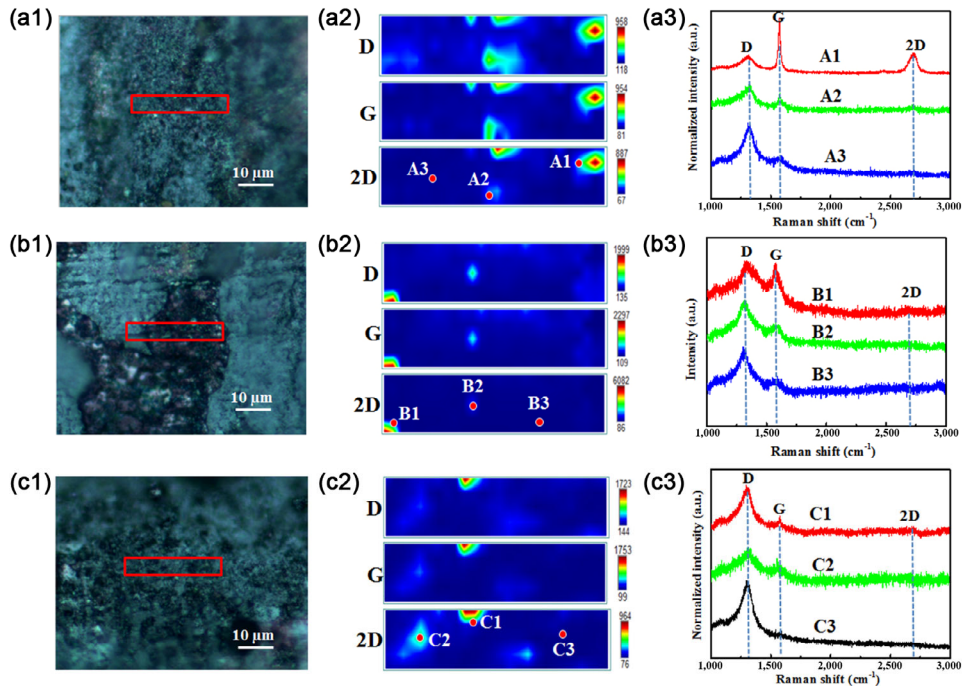 (a1)
10 μm
(a2)
D
958
118
G
954
81
2D
A3
A2
A1
887
67
(a3)
Normalized intensity (a.u.)
D
G
2D
A1
A2
A3
1,000 1,500 2,000 2,500 3,000
Raman shift (cm⁻¹)
(b1)
10 μm
(b2)
D
1999
135
G
2297
109
2D
B1
B2
B3
6082
86
(b3)
Intensity (a.u.)
D
G
2D
B1
B2
B3
1,000 1,500 2,000 2,500 3,000
Raman shift (cm⁻¹)
(c1)
10 μm
(c2)
D
1723
144
G
1753
99
2D
C2
C1
C3
964
76
(c3)
Normalized intensity (a.u.)
D
G
2D
C1
C2
C3
1,000 1,500 2,000 2,500 3,000
Raman shift (cm⁻¹)